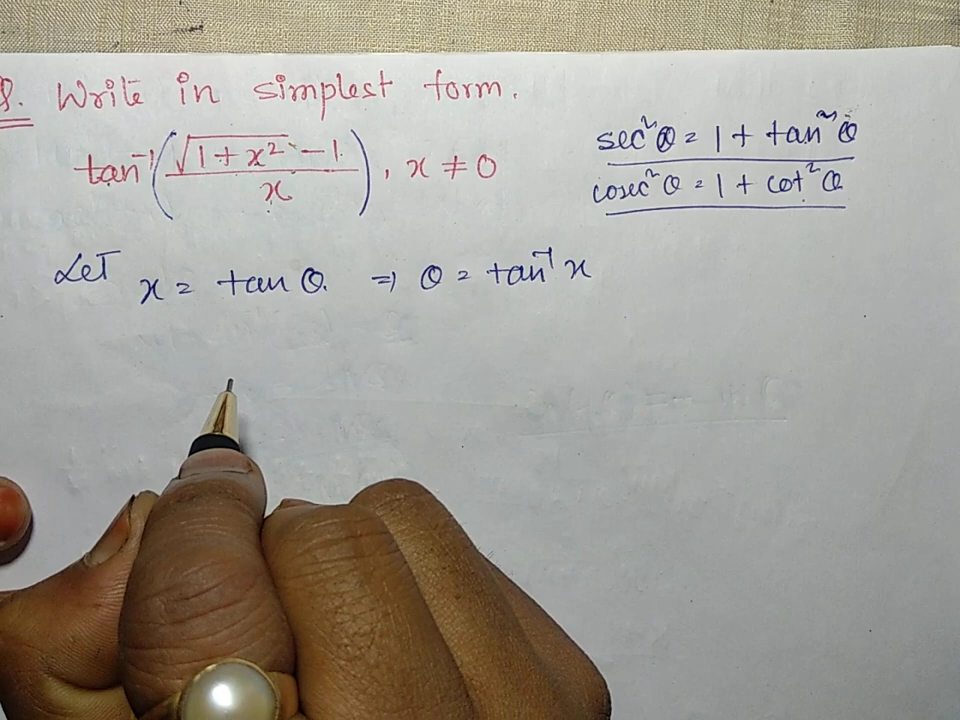 Q. Write in simplest form.
tan⁻¹(√(1+x²) - 1 / x), x ≠ 0
sec²θ = 1 + tan²θ
cosec²θ = 1 + cot²θ
Let x = tan θ. ⇒ θ = tan⁻¹ x